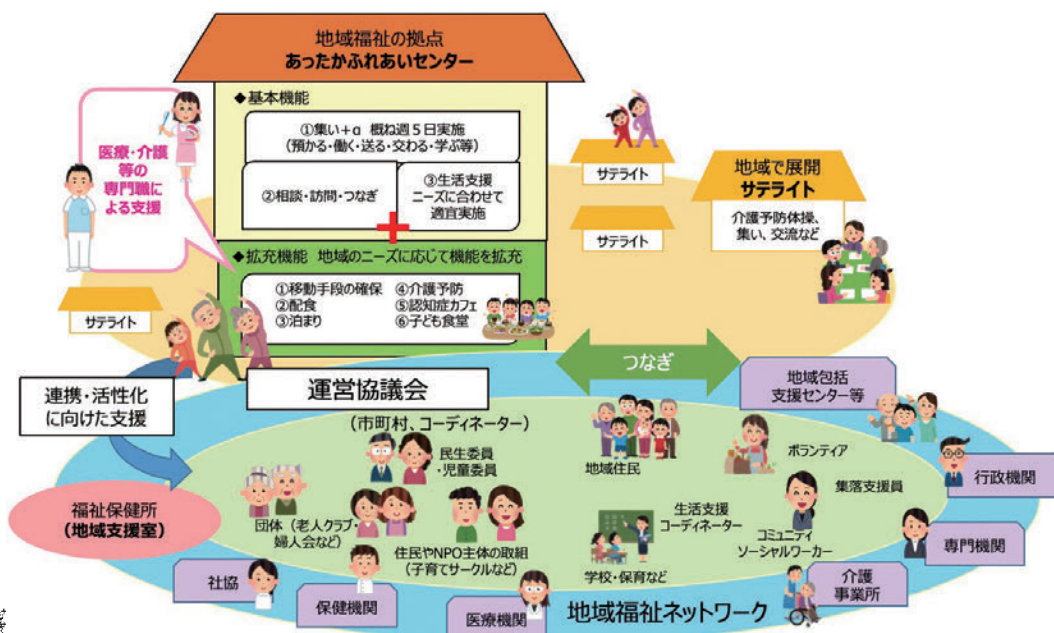 地域福祉の拠点
あったかふれあいセンター
◆基本機能
①集い+α 概ね週5日実施
(預かる・働く・送る・交わる・学ぶ等)
②相談・訪問・つなぎ
③生活支援
ニーズに合わせて
適宜実施
◆拡充機能 地域のニーズに応じて機能を拡充
①移動手段の確保
②配食
③泊まり
④介護予防
⑤認知症カフェ
⑥子ども食堂
医療・介護
等の
専門職に
よる支援
サテライト
サテライト
サテライト
地域で展開
サテライト
介護予防体操、
集い、交流など
つなぎ
連携・活性化
に向けた支援
運営協議会
(市町村、コーディネーター)
民生委員
・児童委員
団体(老人クラブ・
婦人会など)
住民やNPO主体の取組
(子育てサークルなど)
地域住民
ボランティア
集落支援員
生活支援
コーディネーター
コミュニティ
ソーシャルワーカー
学校・保育など
福祉保健所
(地域支援室)
社協
保健機関
医療機関
地域福祉ネットワーク
介護
事業所
専門機関
行政機関
地域包括
支援センター等